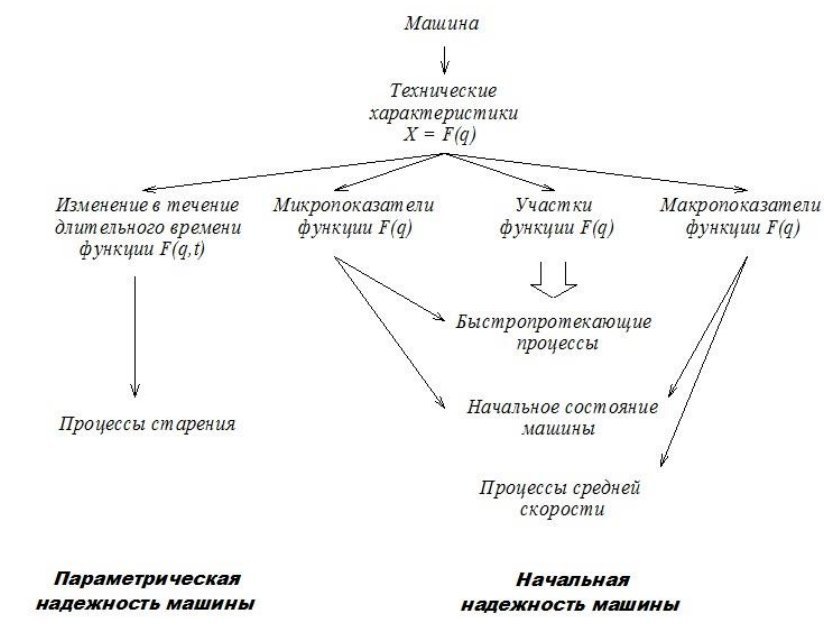 Машина
Технические
характеристики
X = F(q)
Изменение в течение
длительного времени
функции F(q,t)
Микропоказатели
функции F(q)
Участки
функции F(q)
Макропоказатели
функции F(q)
Быстропротекающие
процессы
Процессы старения
Начальное состояние
машины
Процессы средней
скорости
Параметрическая
надежность машины
Начальная
надежность машины